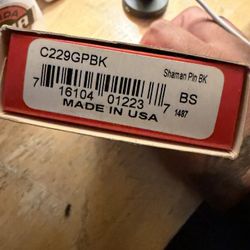 C229GPBK
Shaman Pin BK
7 16104 01223 7
BS
1487
MADE IN USA